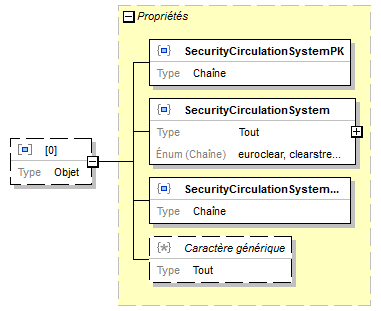 Propriétés
SecurityCirculationSystemPK
Type Chaîne
SecurityCirculationSystem
Type Tout
Énum (Chaîne) euroclear, clearstre...
[0]
Type Objet
SecurityCirculationSystem...
Type Chaîne
Caractère générique
Type Tout